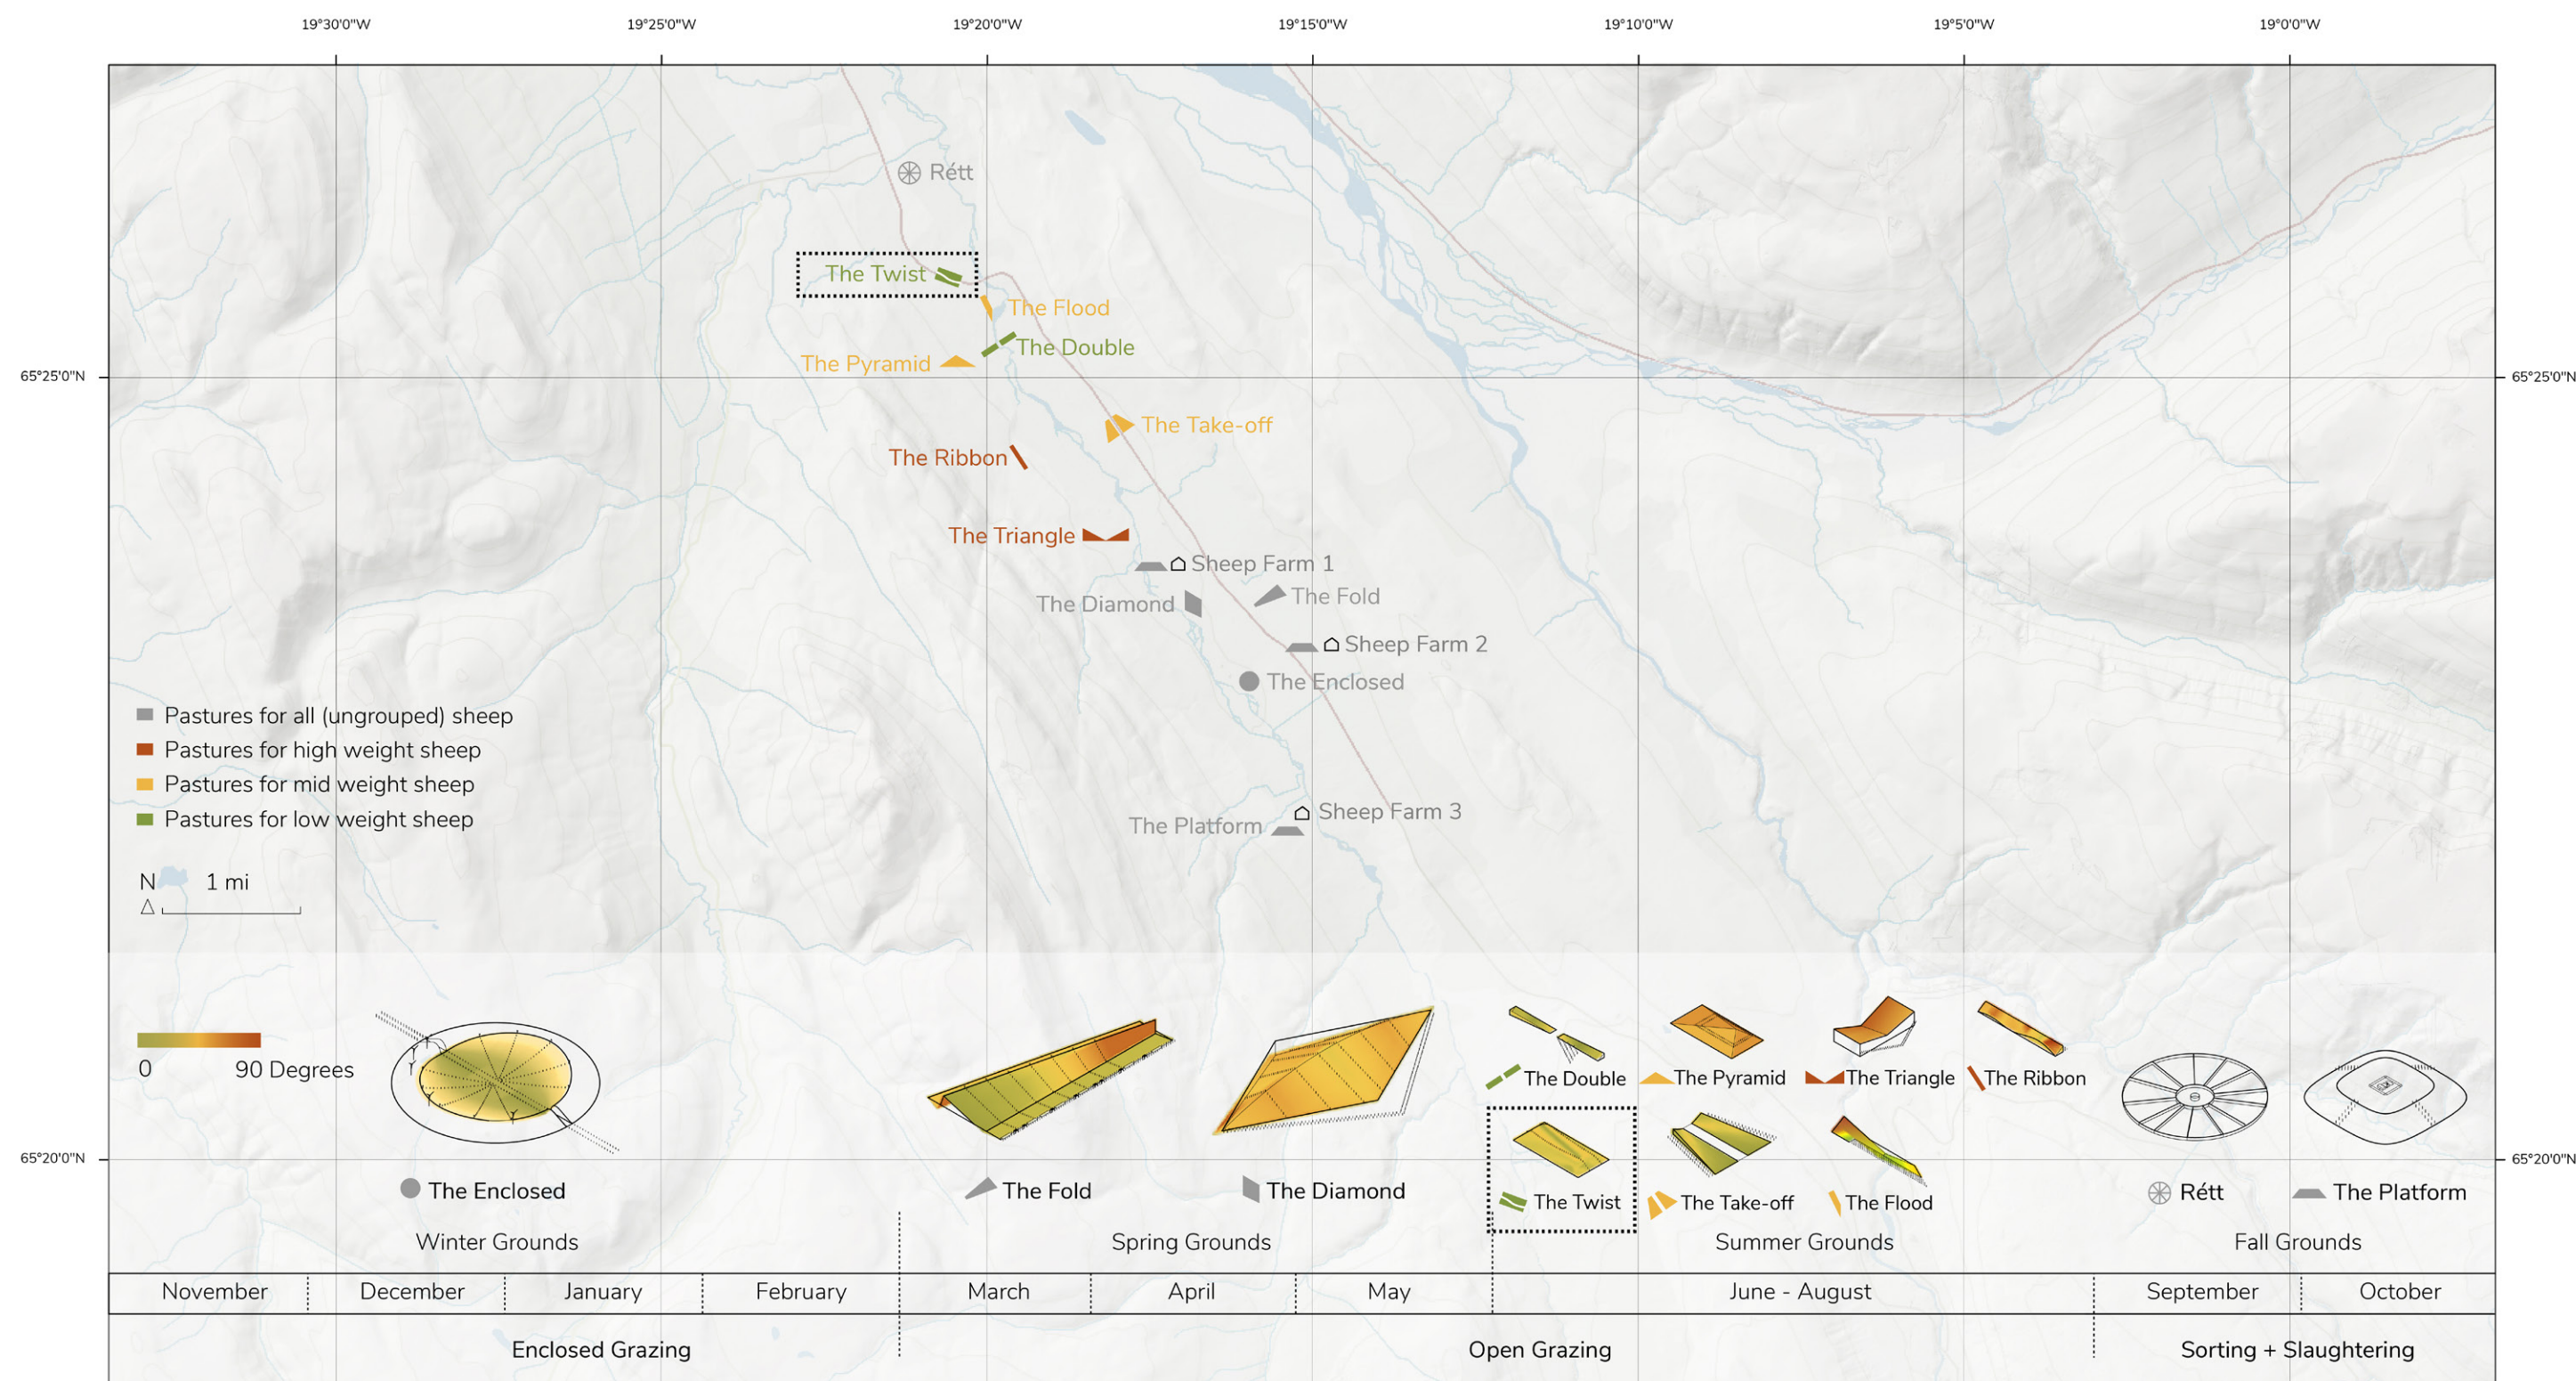 19°30'0"W
19°25'0"W
19°20'0"W
19°15'0"W
19°10'0"W
19°5'0"W
19°0'0"W
Rétt
The Twist
The Flood
The Double
The Pyramid
65°25'0"N
65°25'0"N
The Take-off
The Ribbon
The Triangle
Sheep Farm 1
The Diamond
The Fold
Sheep Farm 2
The Enclosed
Sheep Farm 3
The Platform
Pastures for all (ungrouped) sheep
Pastures for high weight sheep
Pastures for mid weight sheep
Pastures for low weight sheep
N
1 mi
0
90 Degrees
The Double
The Pyramid
The Triangle
The Ribbon
65°20'0"N
65°20'0"N
The Enclosed
The Fold
The Diamond
The Twist
The Take-off
The Flood
Rétt
The Platform
Winter Grounds
Spring Grounds
Summer Grounds
Fall Grounds
November
December
January
February
March
April
May
June - August
September
October
Enclosed Grazing
Open Grazing
Sorting + Slaughtering